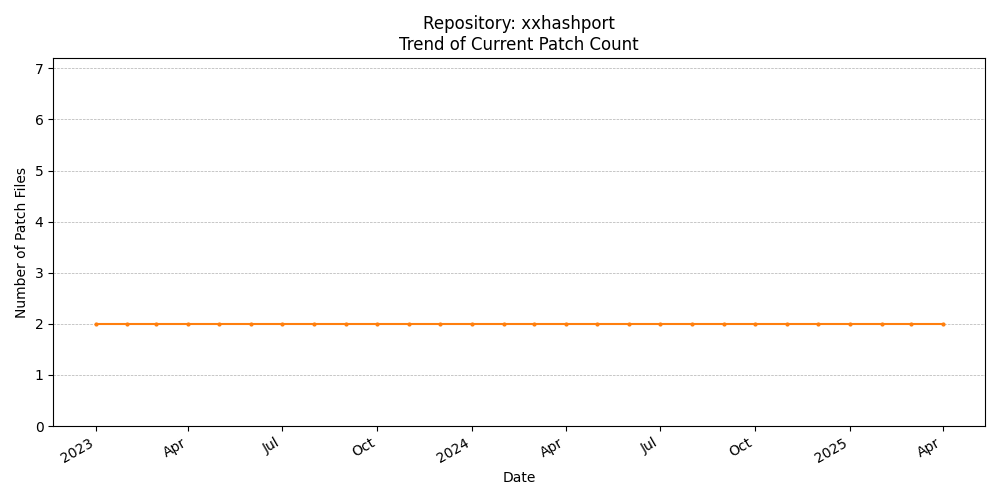 Repository: xxhashport
Trend of Current Patch Count
7
6
5
4
3
2
1
0
Number of Patch Files
2023
Apr
Jul
Oct
2024
Apr
Jul
Oct
2025
Apr
Date